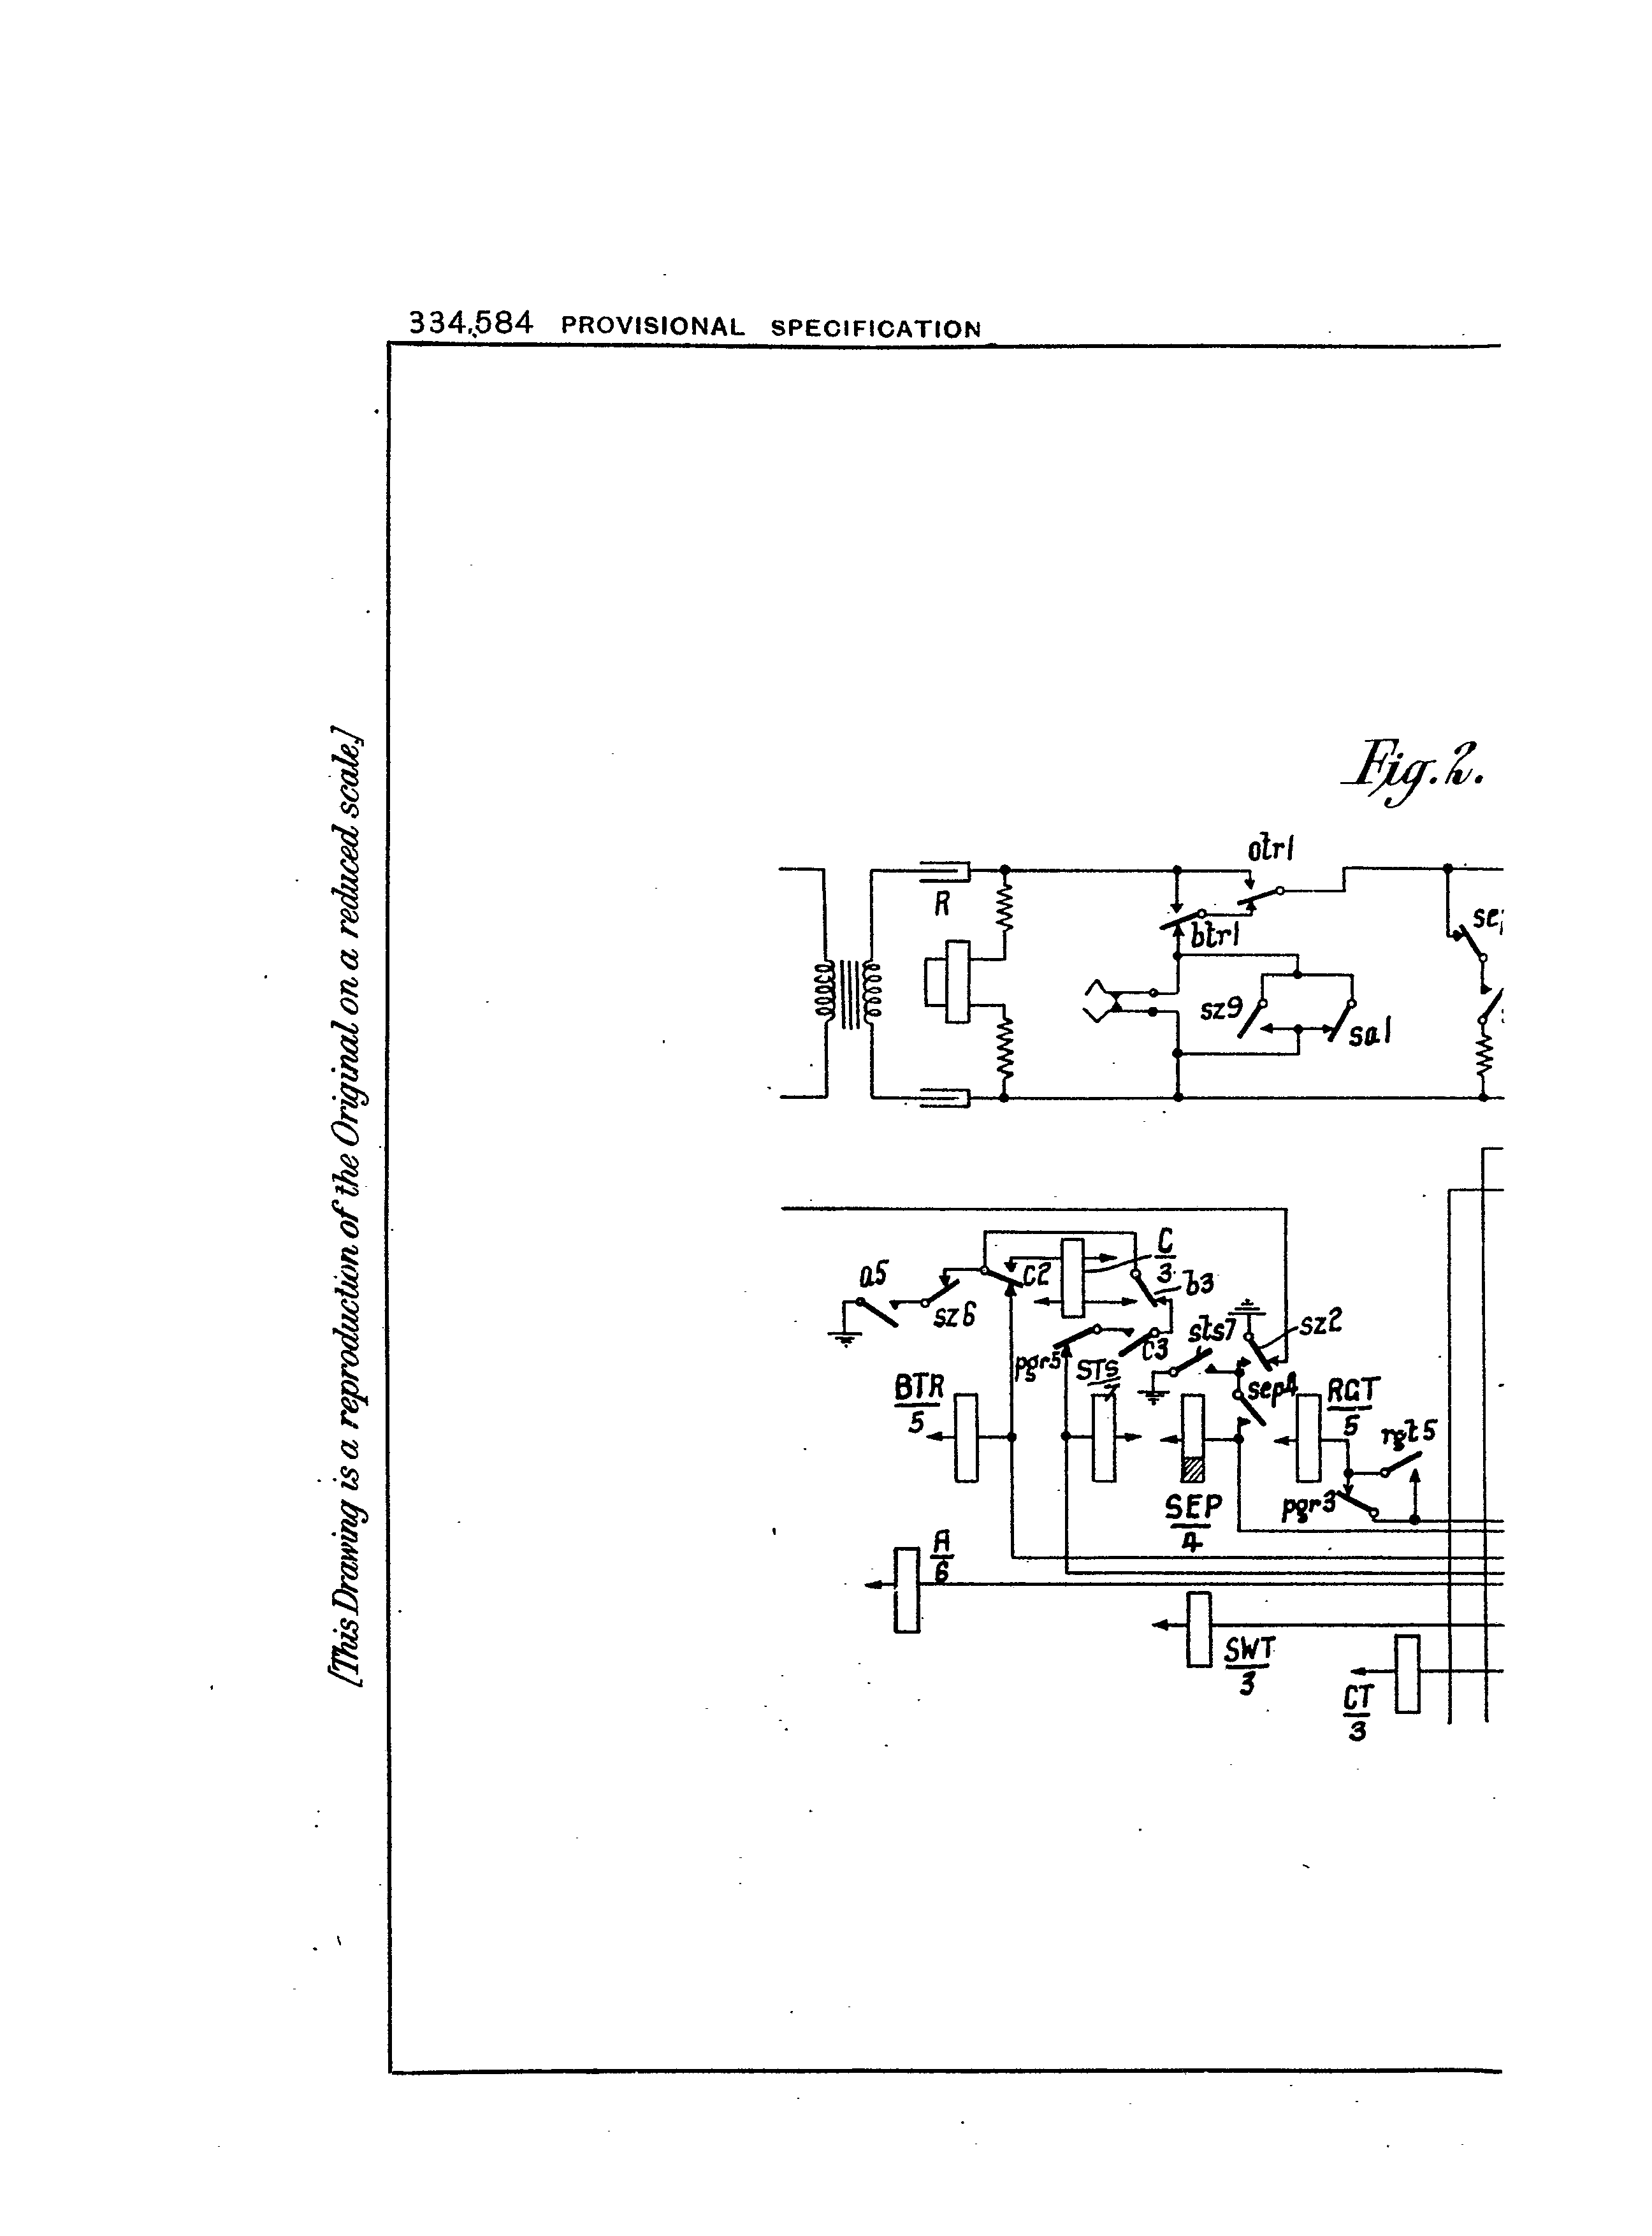 334,584 PROVISIONAL SPECIFICATION
[This Drawing is a reproduction of the Original on a reduced scale.]
Fig. 2.
otr1
R
btr1
sz9
sa1
C
3
a5
c2
b3
sz6
sts7
sz2
pgr5
c3
STS
7
BTR
5
sep4
RGT
5
rgt5
pgr3
SEP
4
A
6
SWT
3
CT
3